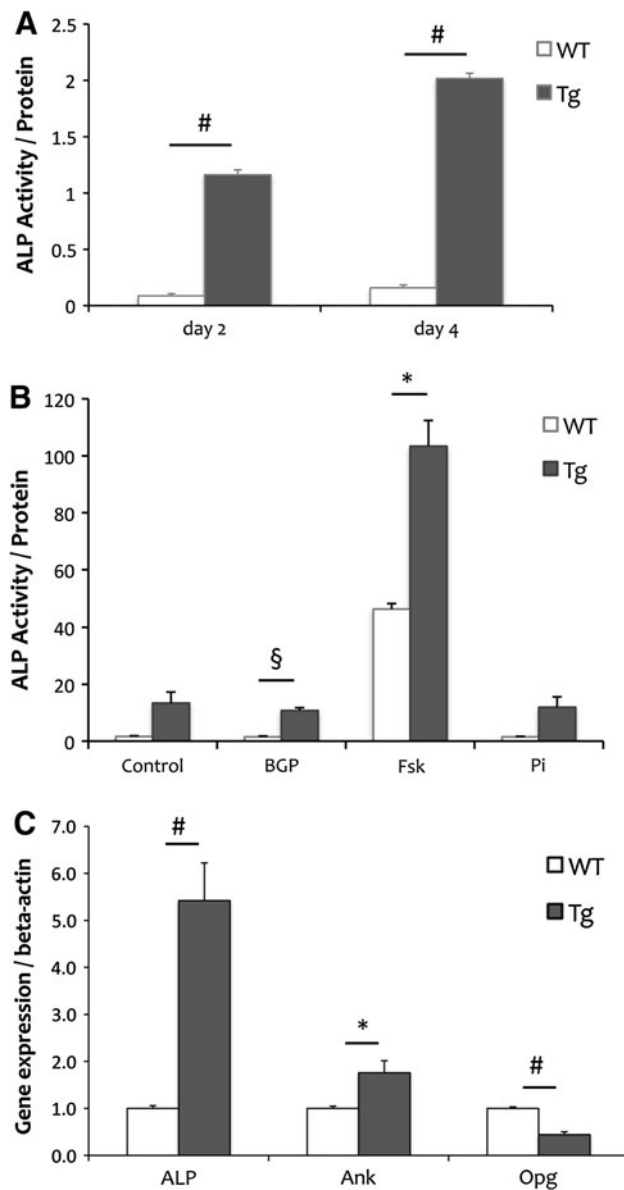 A
ALP Activity / Protein
2.5
2
1.5
1
0.5
0
#
#
WT
Tg
day 2
day 4
B
ALP Activity / Protein
120
100
80
60
40
20
0
§
*
WT
Tg
Control
BGP
Fsk
Pi
C
Gene expression / beta-actin
7.0
6.0
5.0
4.0
3.0
2.0
1.0
0.0
#
*
#
WT
Tg
ALP
Ank
Opg